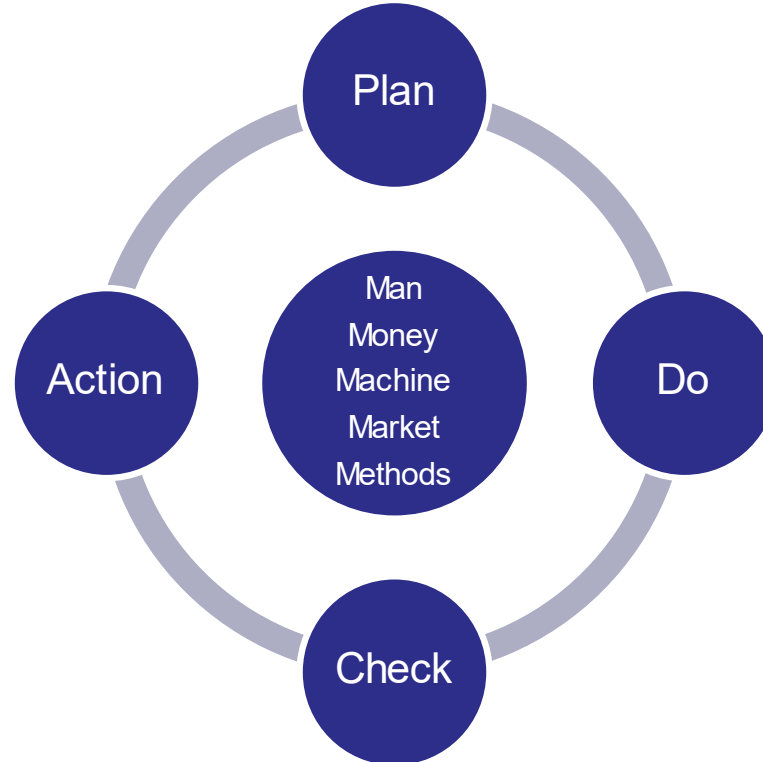 Plan
Man
Money
Machine
Market
Methods
Action
Do
Check